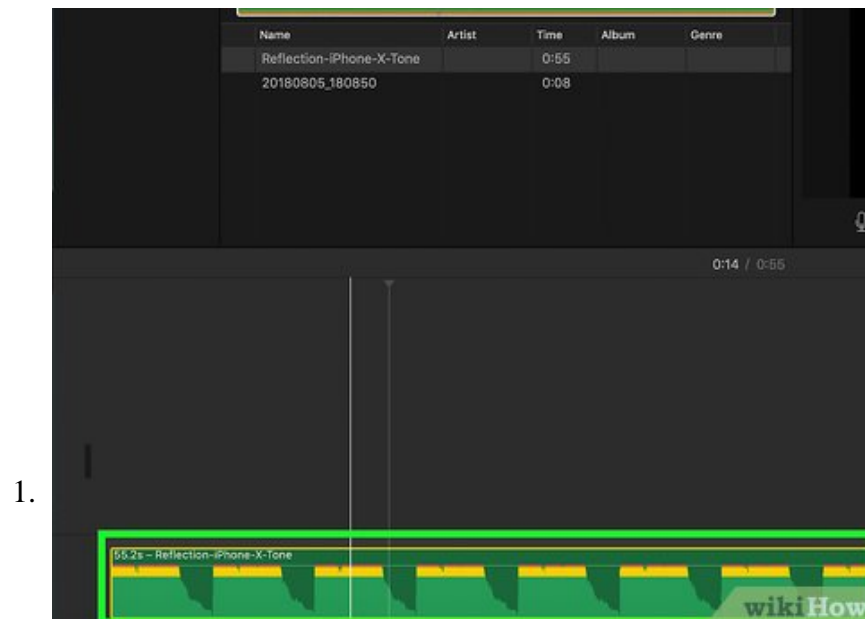 Name Artist Time Album Genre
Reflection-iPhone-X-Tone 0:55
20180805_180850 0:08
0:14 / 0:55
1.
55.2s – Reflection-iPhone-X-Tone
wikiHow